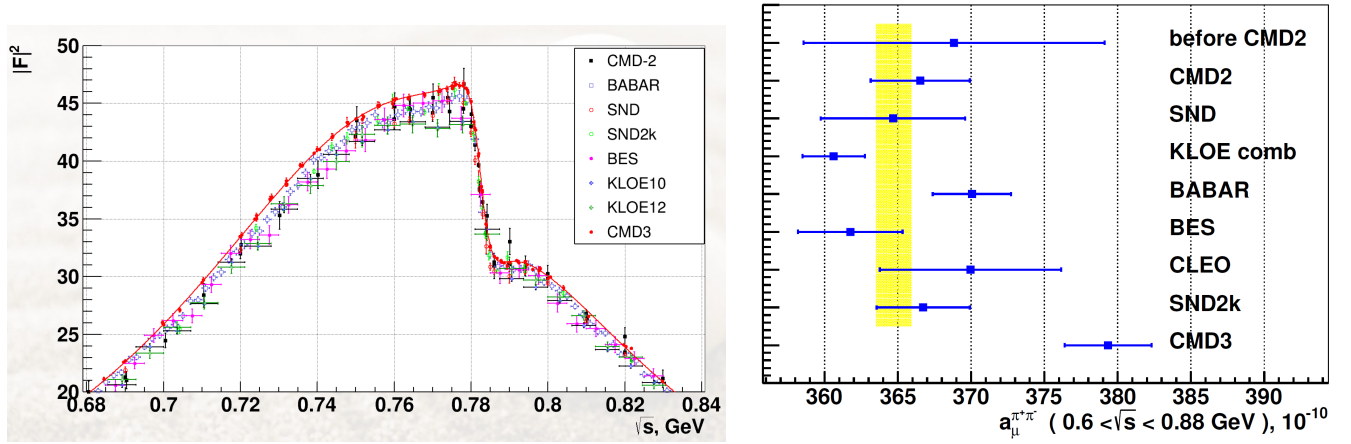 |F|²
50
45
40
35
30
25
20
0.68
0.7
0.72
0.74
0.76
0.78
0.8
0.82
0.84
√s, GeV
CMD-2
BABAR
SND
SND2k
BES
KLOE10
KLOE12
CMD3
before CMD2
CMD2
SND
KLOE comb
BABAR
BES
CLEO
SND2k
CMD3
360
365
370
375
380
385
390
a_μ^{π⁺π⁻} ( 0.6 <√s < 0.88 GeV ), 10⁻¹⁰